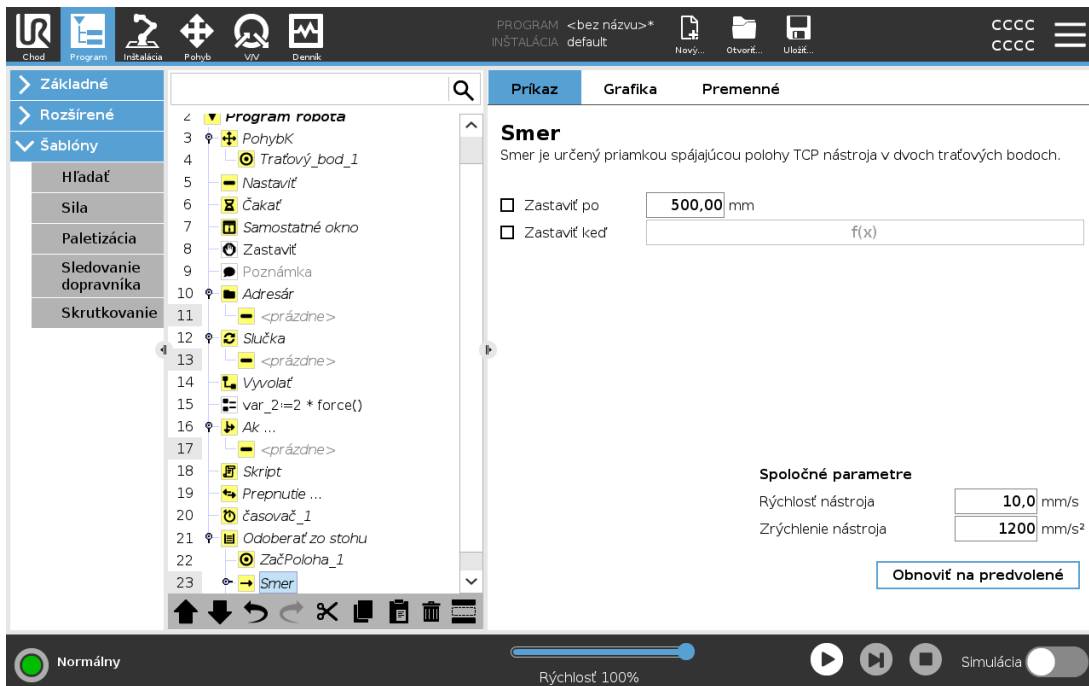 Chod
Program
Inštalácia
Pohyb
V/V
Denník
PROGRAM <bez názvu>*
INŠTALÁCIA default
Nový...
Otvoriť...
Uložiť...
CCCC
CCCC
Základné
Rozšírené
Šablóny
Hľadať
Sila
Paletizácia
Sledovanie
dopravníka
Skrutkovanie
2 Program robota
3 PohybK
4 Traťový_bod_1
5 Nastaviť
6 Čakať
7 Samostatné okno
8 Zastaviť
9 Poznámka
10 Adresár
11 <prázdne>
12 Slučka
13 <prázdne>
14 Vyvolať
15 var_2:=2 * force()
16 Ak ...
17 <prázdne>
18 Skript
19 Prepnutie ...
20 časovač_1
21 Odoberať zo stohu
22 ZačPoloha_1
23 Smer
Príkaz Grafika Premenné
Smer
Smer je určený priamkou spájajúcou polohy TCP nástroja v dvoch traťových bodoch.
Zastaviť po 500,00 mm
Zastaviť keď f(x)
Spoločné parametre
Rýchlosť nástroja 10,0 mm/s
Zrýchlenie nástroja 1200 mm/s²
Obnoviť na predvolené
Normálny
Rýchlosť 100%
Simulácia